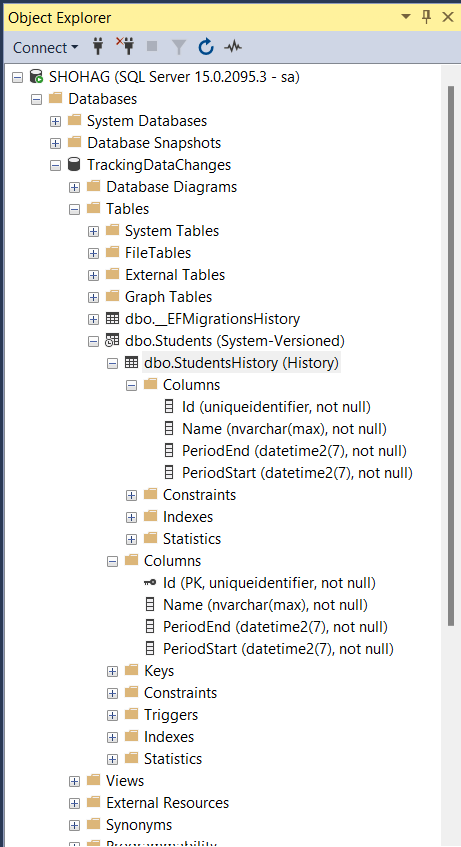 Object Explorer
Connect
SHOHAG (SQL Server 15.0.2095.3 - sa)
Databases
System Databases
Database Snapshots
TrackingDataChanges
Database Diagrams
Tables
System Tables
FileTables
External Tables
Graph Tables
dbo.__EFMigrationsHistory
dbo.Students (System-Versioned)
dbo.StudentsHistory (History)
Columns
Id (uniqueidentifier, not null)
Name (nvarchar(max), not null)
PeriodEnd (datetime2(7), not null)
PeriodStart (datetime2(7), not null)
Constraints
Indexes
Statistics
Columns
Id (PK, uniqueidentifier, not null)
Name (nvarchar(max), not null)
PeriodEnd (datetime2(7), not null)
PeriodStart (datetime2(7), not null)
Keys
Constraints
Triggers
Indexes
Statistics
Views
External Resources
Synonyms
Programmability